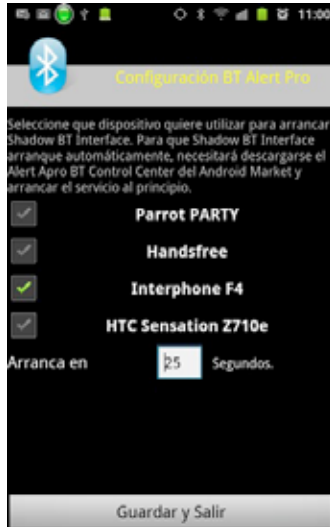 11:00
Configuración BT Alert Pro
Seleccione que dispositivo quiere utilizar para arrancar
Shadow BT Interface. Para que Shadow BT Interface
arranque automáticamente, necesitará descargarse el
Alert Apro BT Control Center del Android Market y
arrancar el servicio al principio.
Parrot PARTY
Handsfree
Interphone F4
HTC Sensation Z710e
Arranca en 25 Segundos.
Guardar y Salir